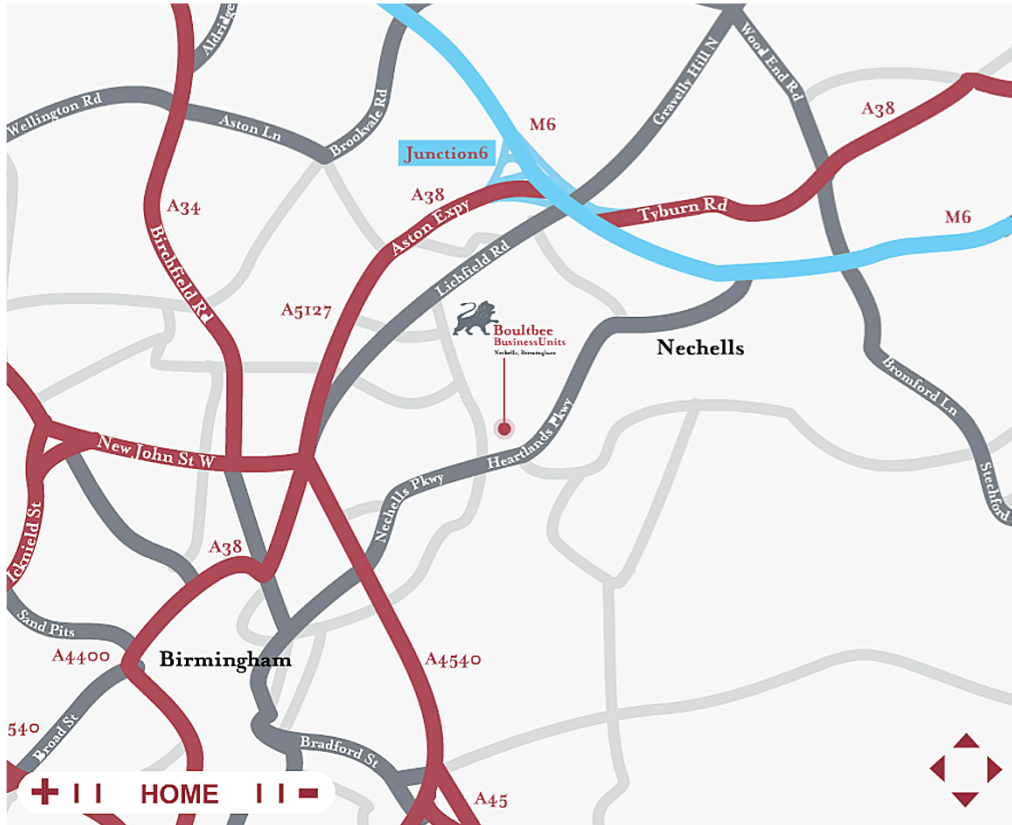 Aldridge
Wood End Rd
Gravelly Hill N
Wellington Rd
Brookvale Rd
A38
Aston Ln
M6
Junction6
A38
A34
Tyburn Rd
M6
Aston Expy
Birchfield Rd
Lichfield Rd
A5127
Boultbee
BusinessUnits
Nechells, Birmingham
Nechells
Bromford Ln
Heartlands Pkwy
New John St W
Nechells Pkwy
Stechford
Icknield St
A38
Sand Pits
A4400
Birmingham
A4540
540
Broad St
Bradford St
HOME
A45